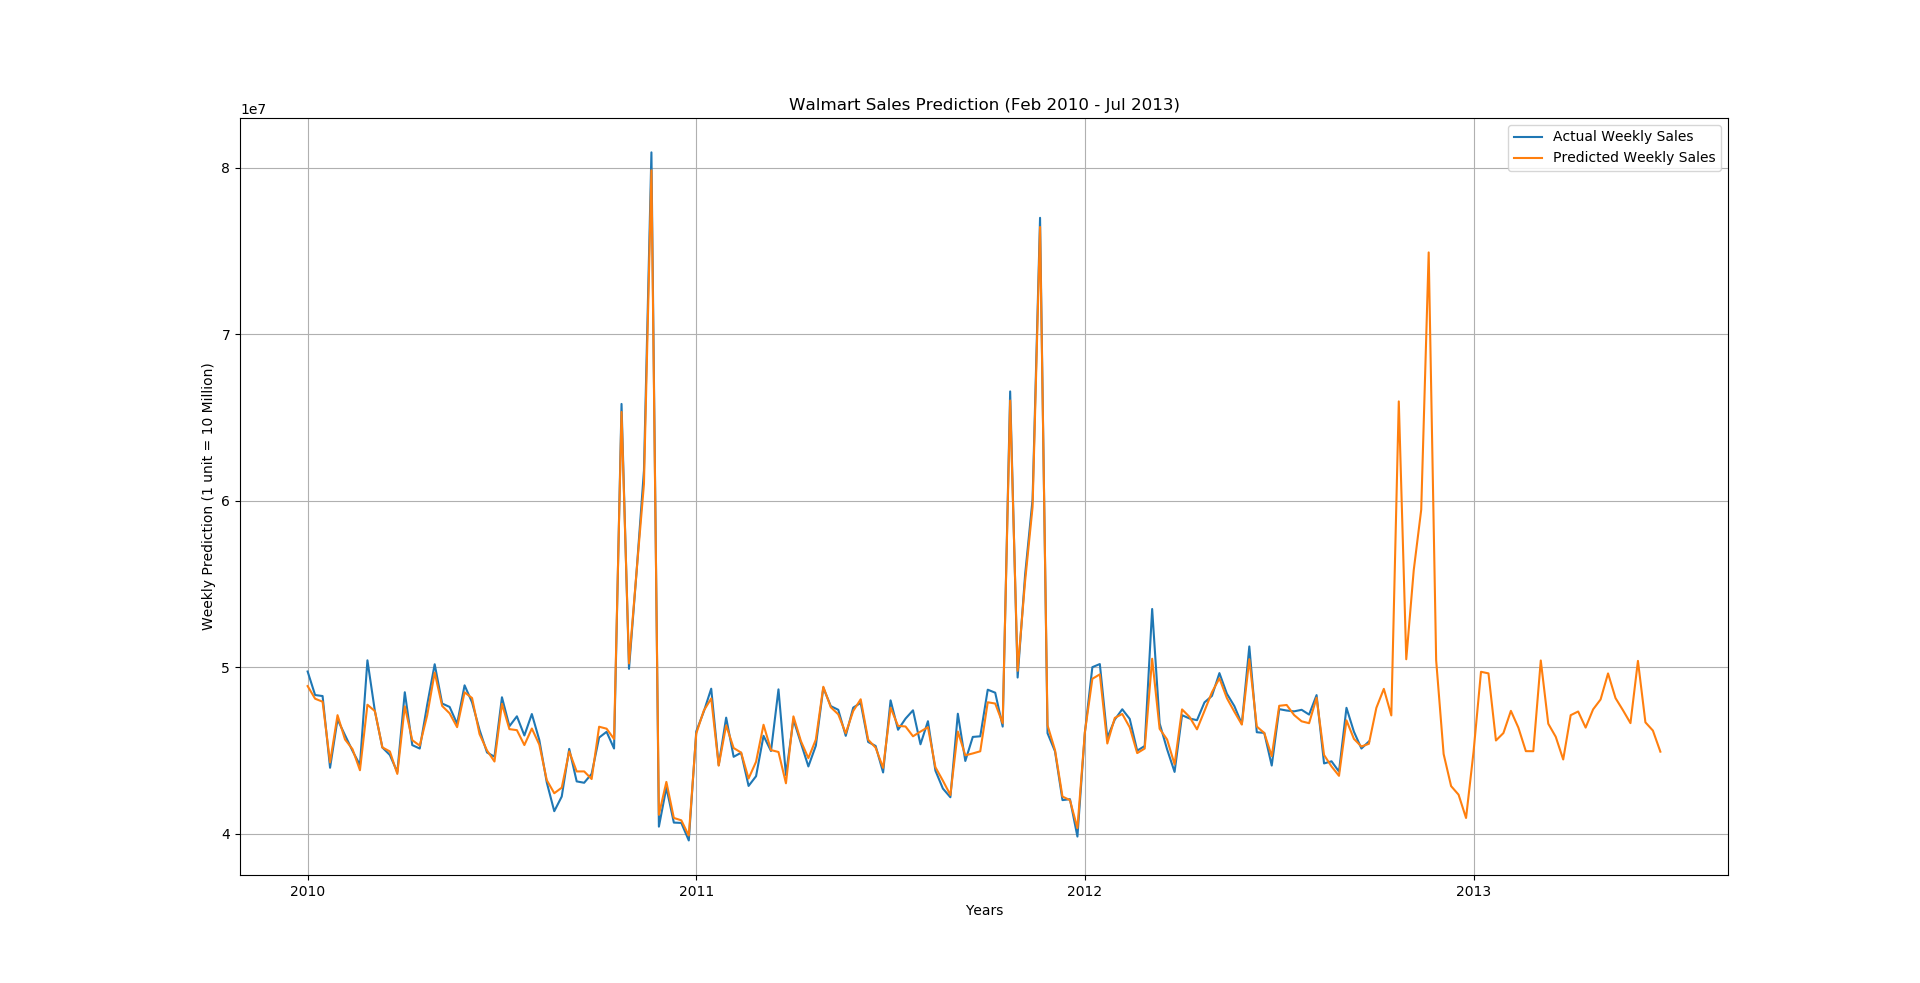 Walmart Sales Prediction (Feb 2010 - Jul 2013)
1e7
Actual Weekly Sales
Predicted Weekly Sales
8
7
6
5
4
Weekly Prediction (1 unit = 10 Million)
2010
2011
2012
2013
Years